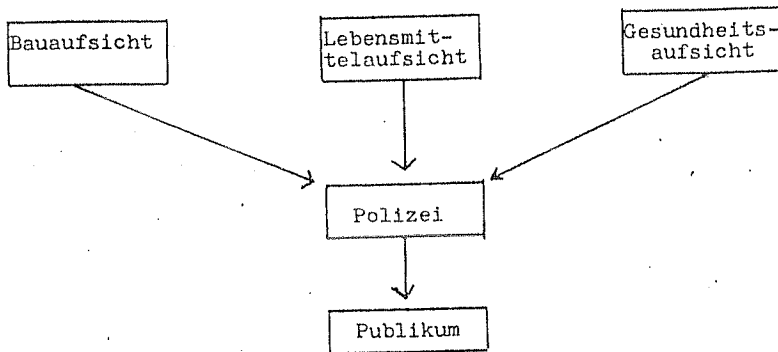 Bauaufsicht
Lebensmit-
telaufsicht
Gesundheits-
aufsicht
Polizei
Publikum